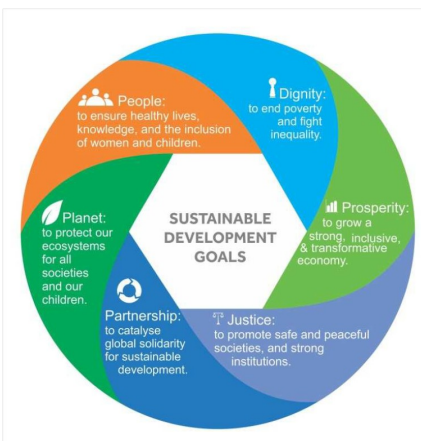 People:
to ensure healthy lives,
knowledge, and the inclusion
of women and children.
Dignity:
to end poverty
and fight
inequality.
Prosperity:
to grow a
strong, inclusive,
& transformative
economy.
Justice:
to promote safe and peaceful
societies, and strong
institutions.
Partnership:
to catalyse
global solidarity
for sustainable
development.
Planet:
to protect our
ecosystems
for all
societies
and our
children.
SUSTAINABLE
DEVELOPMENT
GOALS